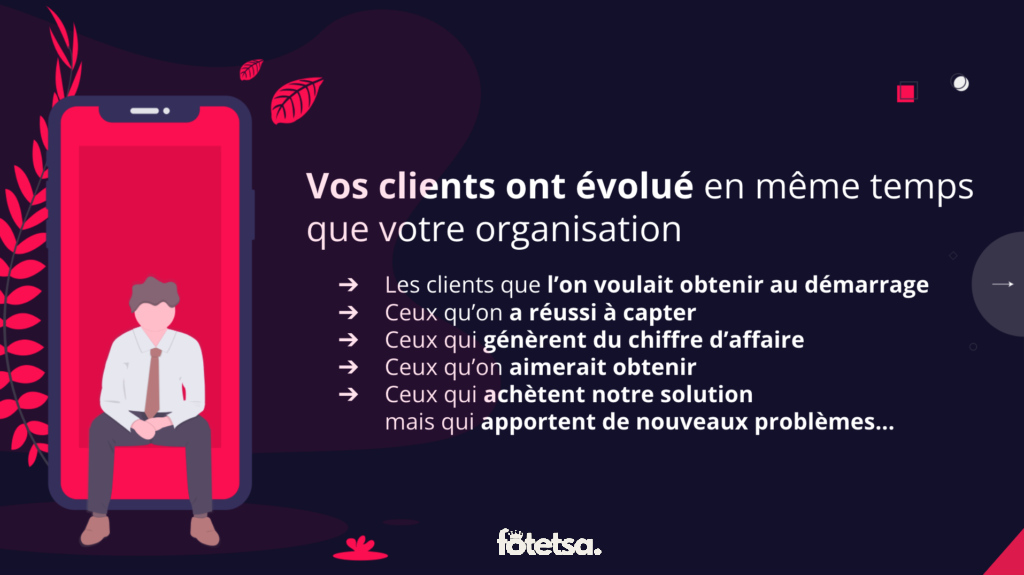 Vos clients ont évolué en même temps
que votre organisation
➔ Les clients que l’on voulait obtenir au démarrage
➔ Ceux qu’on a réussi à capter
➔ Ceux qui génèrent du chiffre d’affaire
➔ Ceux qu’on aimerait obtenir
➔ Ceux qui achètent notre solution
mais qui apportent de nouveaux problèmes...
fotetsa.